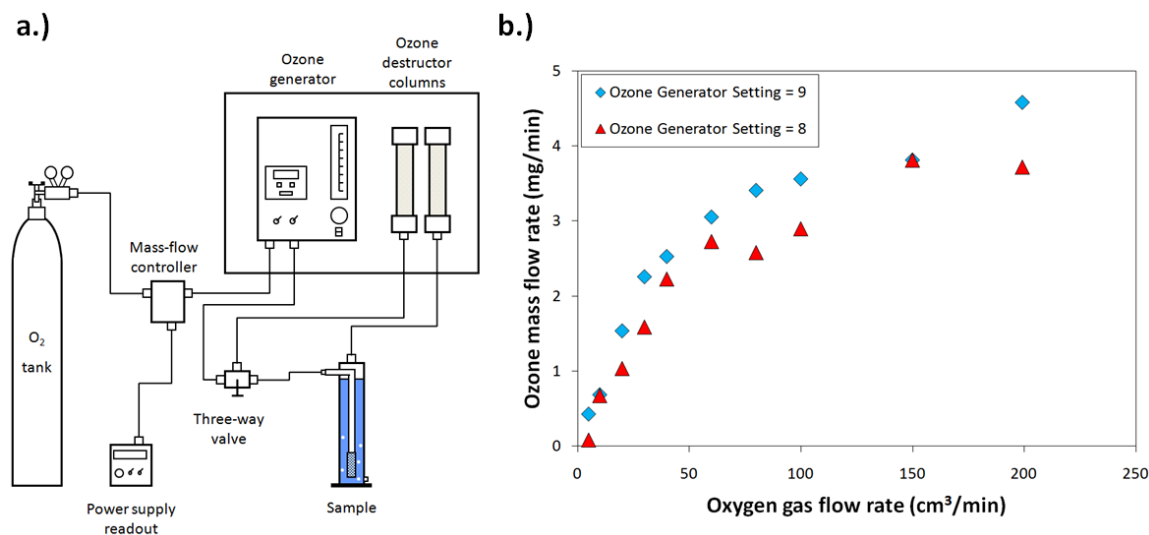 a.)
Ozone
generator
Ozone
destructor
columns
Mass-flow
controller
O₂
tank
Three-way
valve
Power supply
readout
Sample
b.)
Ozone mass flow rate (mg/min)
5
4
3
2
1
0
Ozone Generator Setting = 9
Ozone Generator Setting = 8
0 50 100 150 200 250
Oxygen gas flow rate (cm³/min)